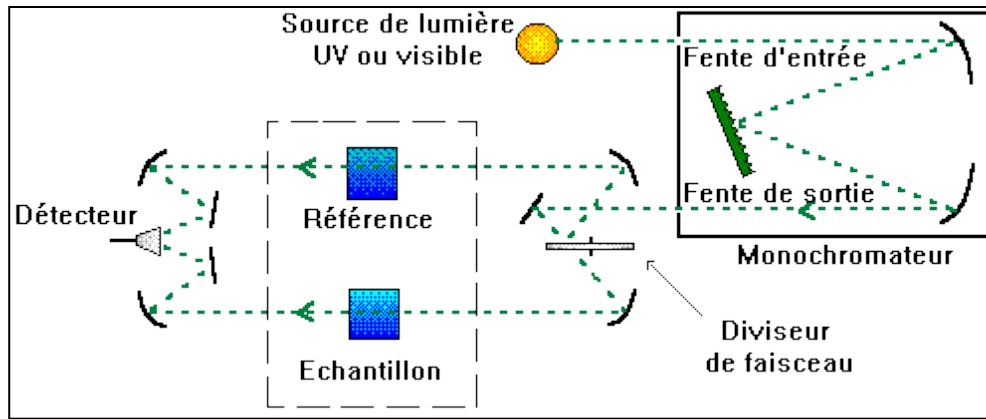 Source de lumière
UV ou visible
Fente d'entrée
Fente de sortie
Monochromateur
Détecteur
Référence
Echantillon
Diviseur
de faisceau